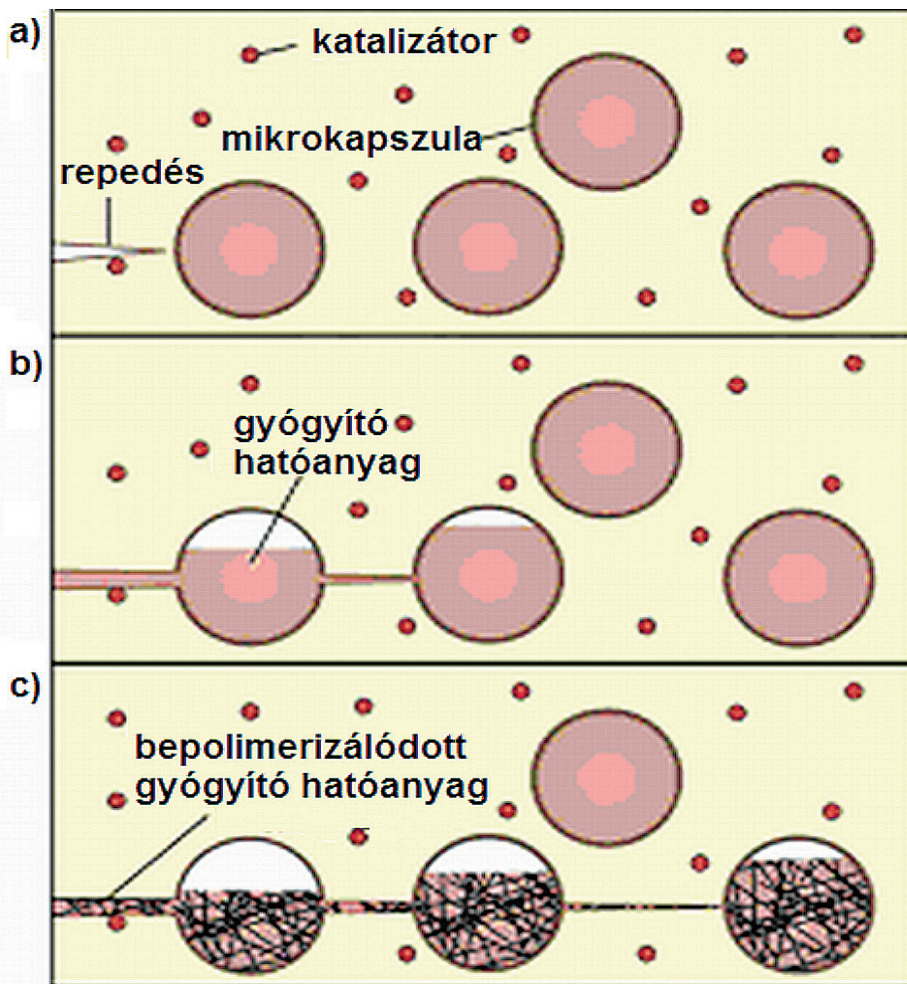 a)
katalizátor
mikrokapszula
repedés
b)
gyógyító
hatóanyag
c)
bepolimerizálódott
gyógyító hatóanyag